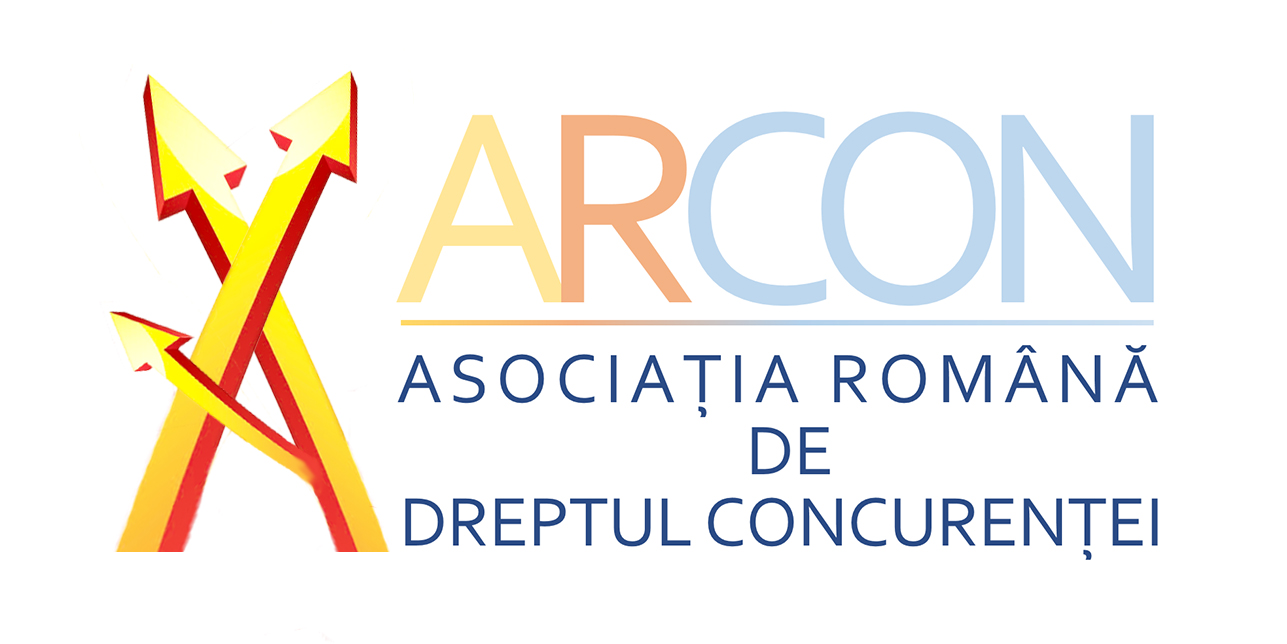 ARCON
ASOCIAȚIA ROMÂNĂ
DE
DREPTUL CONCURENȚEI